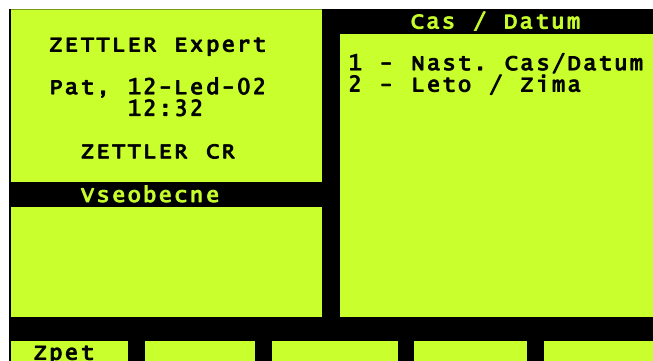 ZETTLER Expert
Pat, 12-Led-02
12:32
ZETTLER CR
Vseobecne
Cas / Datum
1 - Nast. Cas/Datum
2 - Leto / Zima
Zpet